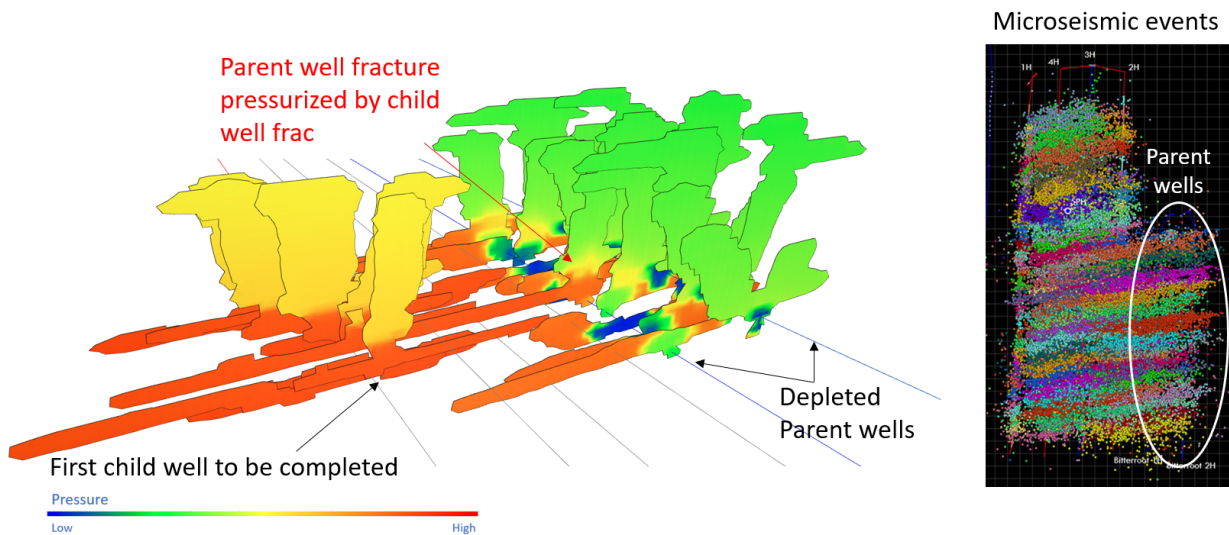 Microseismic events
Parent well fracture
pressurized by child
well frac
3H
4H
1H
2H
Parent
wells
Depleted
Parent wells
First child well to be completed
Bitterroot 2H
Pressure
Low
High